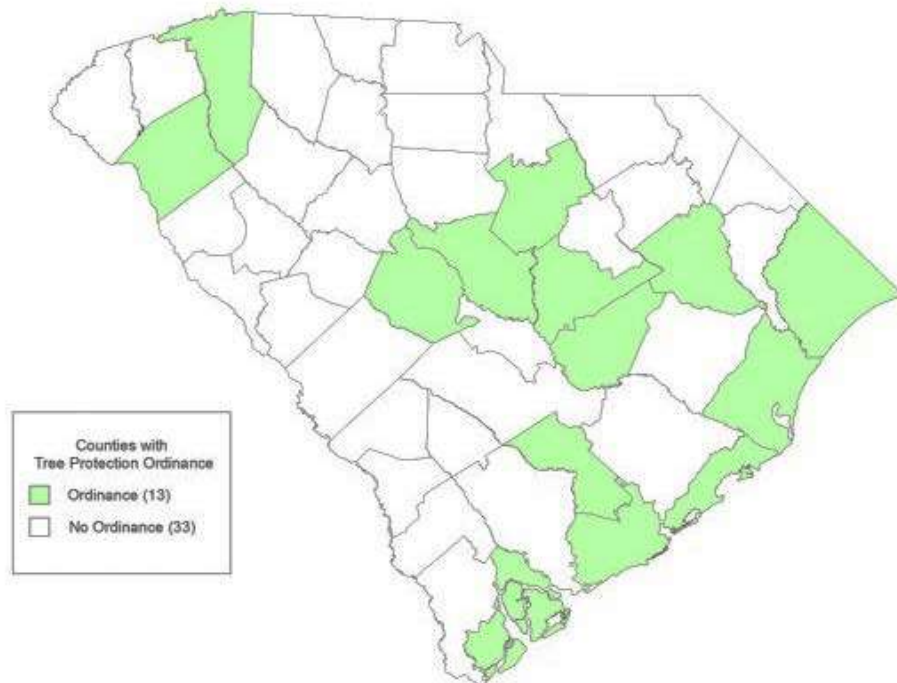 Counties with
Tree Protection Ordinance
Ordinance (13)
No Ordinance (33)